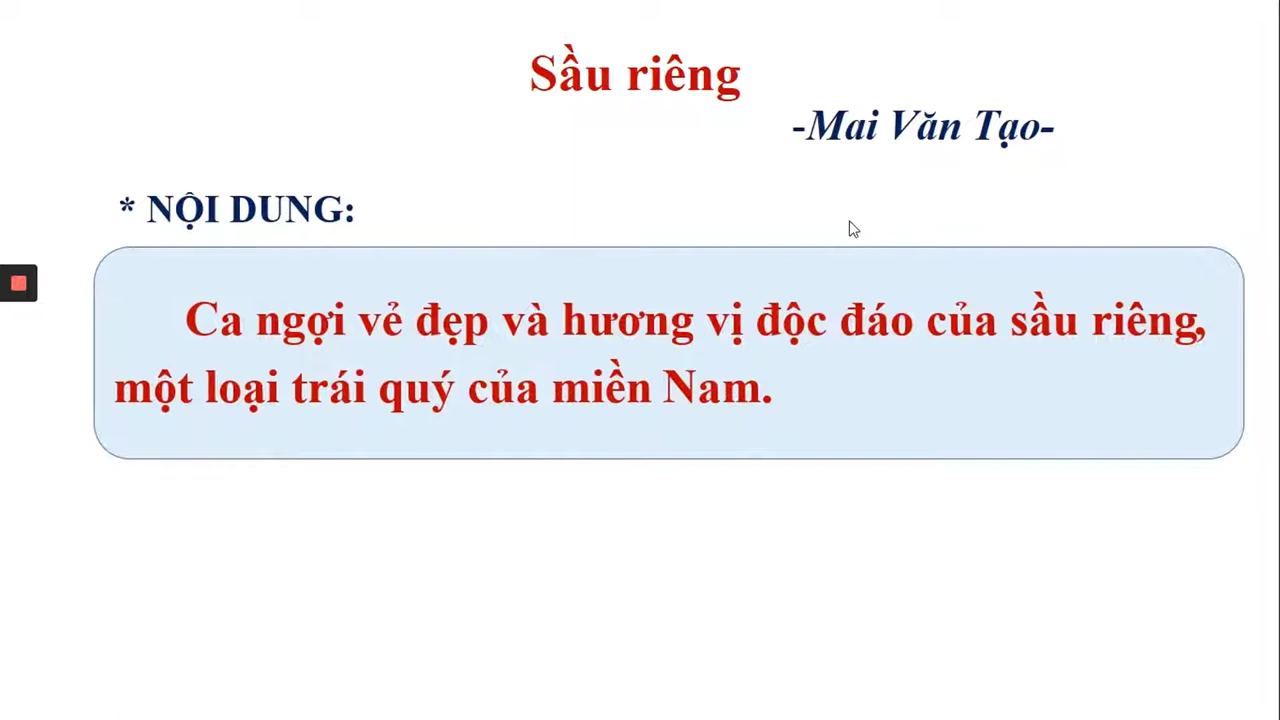 Sầu riêng
-Mai Văn Tạo-
* NỘI DUNG:
Ca ngợi vẻ đẹp và hương vị độc đáo của sầu riêng,
một loại trái quý của miền Nam.